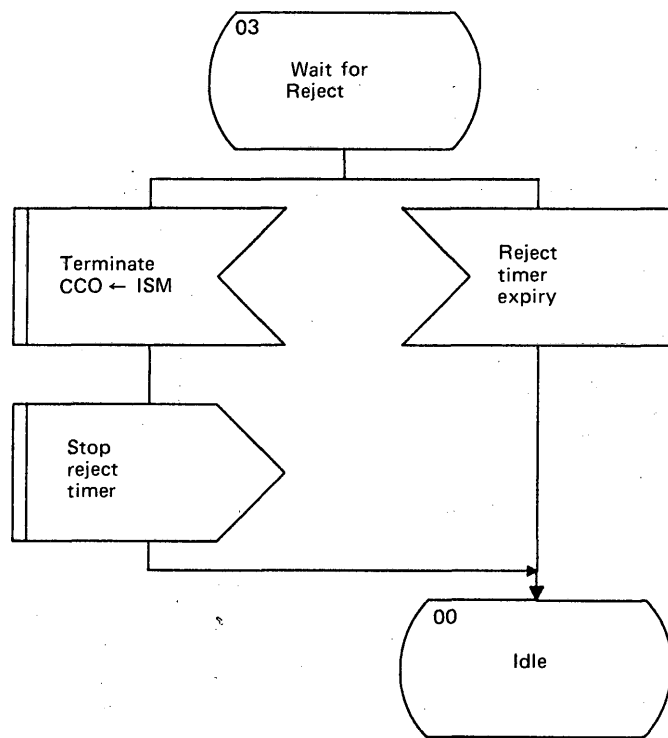 03
Wait for
Reject
Terminate
CCO ← ISM
Reject
timer
expiry
Stop
reject
timer
00
Idle